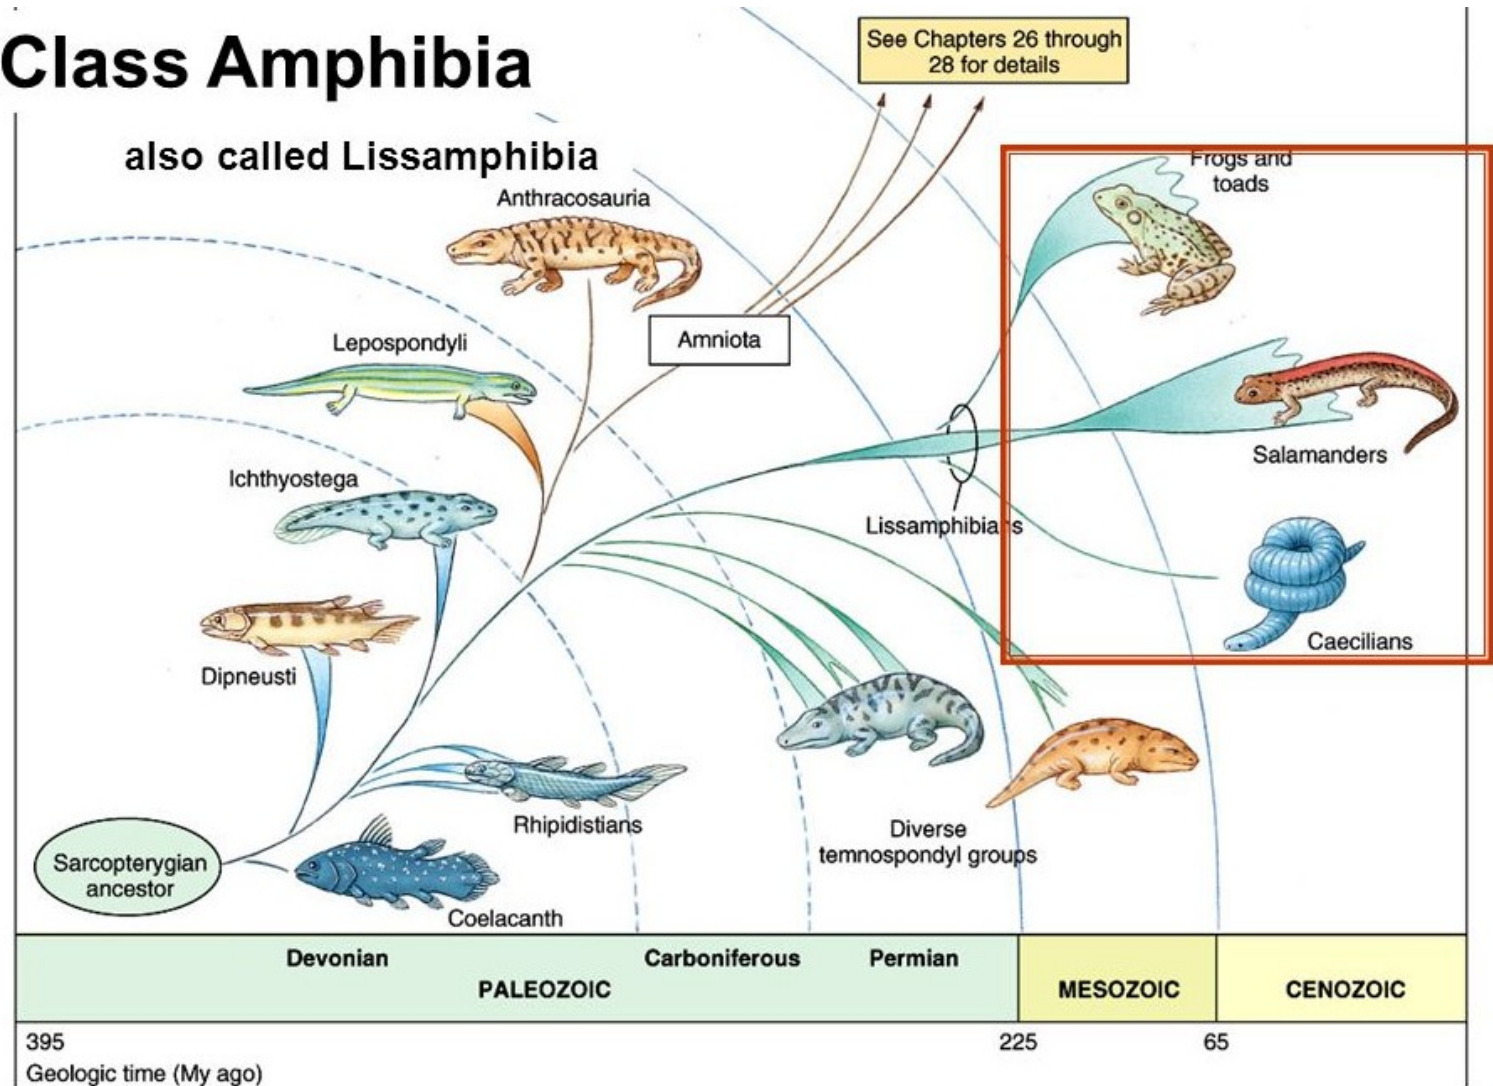 Class Amphibia
also called Lissamphibia
See Chapters 26 through
28 for details
Frogs and
toads
Anthracosauria
Amniota
Lepospondyli
Salamanders
Ichthyostega
Lissamphibians
Caecilians
Dipneusti
Rhipidistians
Diverse
temnospondyl groups
Sarcopterygian
ancestor
Coelacanth
Devonian
Carboniferous
Permian
PALEOZOIC
MESOZOIC
CENOZOIC
395
225
65
Geologic time (My ago)